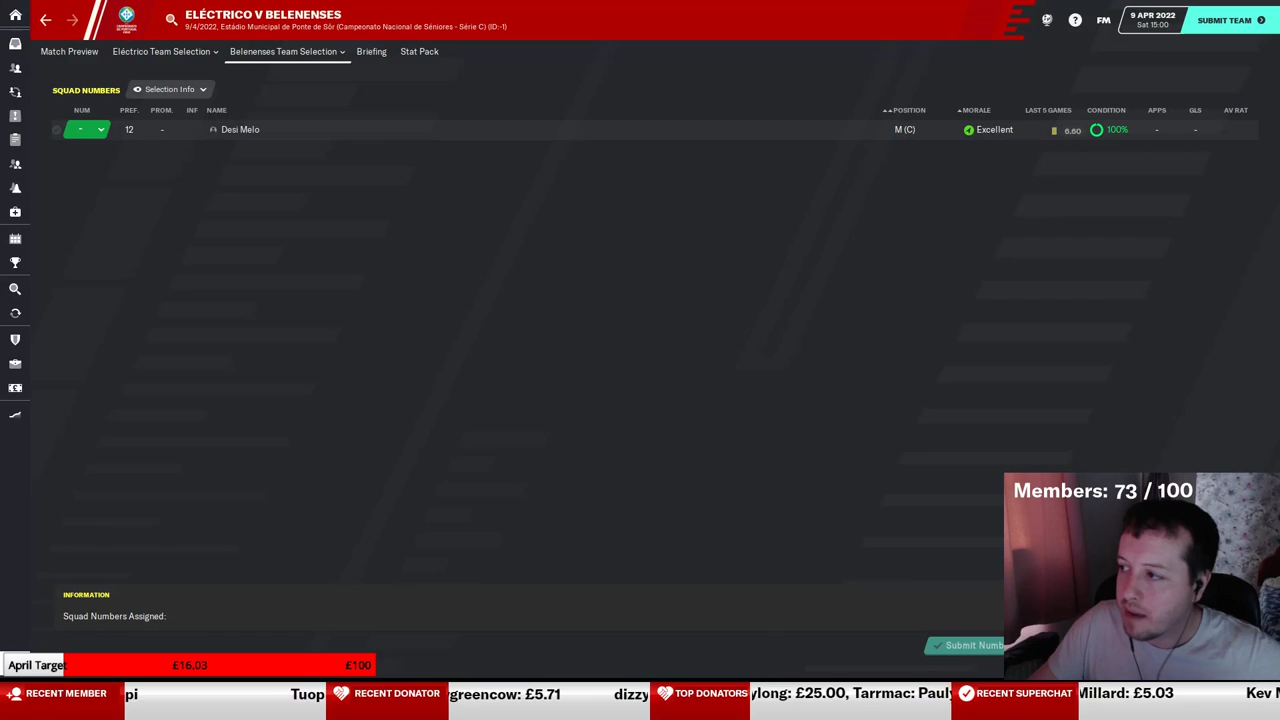 ELÉCTRICO V BELENENSES
9/4/2022, Estádio Municipal de Ponte de Sôr (Campeonato Nacional de Séniores - Série C) (ID:-1)
FM
9 APR 2022
Sat 15:00
SUBMIT TEAM
Match Preview Eléctrico Team Selection Belenenses Team Selection Briefing Stat Pack
SQUAD NUMBERS Selection Info
NUM PREF. PROM. INF NAME POSITION MORALE LAST 5 GAMES CONDITION APPS GLS AV RAT
- 12 - Desi Melo M (C) Excellent 6.60 100% - -
Members: 73 / 100
INFORMATION
Squad Numbers Assigned:
Submit Numb
April Target £16.03 £100
RECENT MEMBER pi Tuop RECENT DONATOR greencow: £5.71 dizzy TOP DONATORS ylong: £25.00, Tarrmac: Pauly RECENT SUPERCHAT Millard: £5.03 Kev M